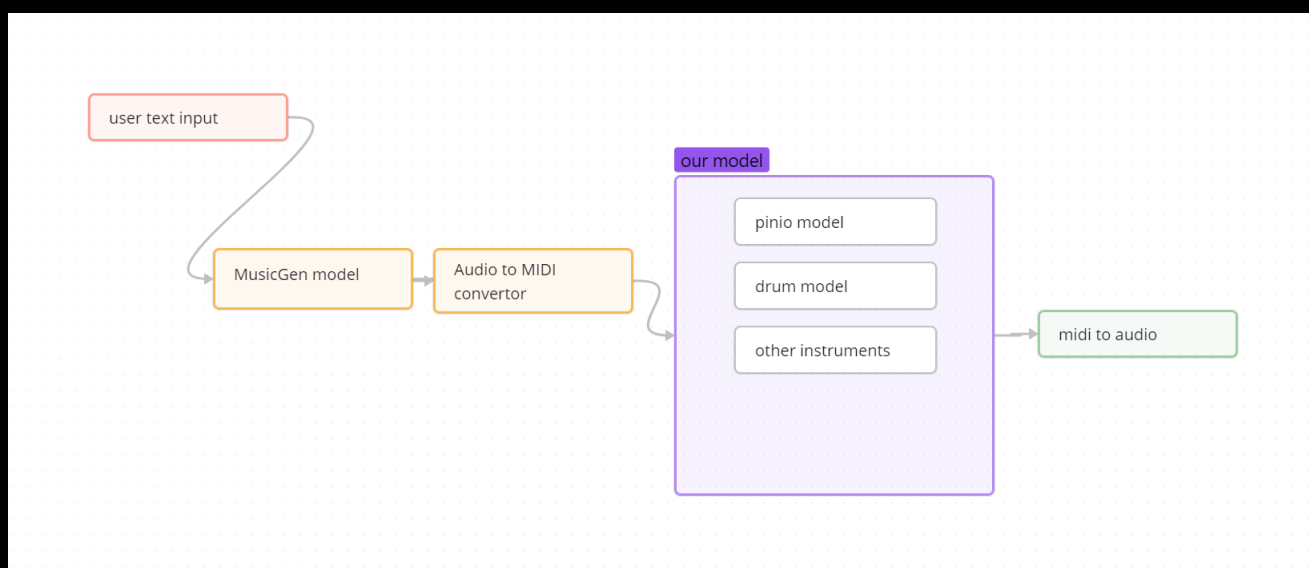 user text input
our model
pinio model
MusicGen model
Audio to MIDI
convertor
drum model
other instruments
midi to audio